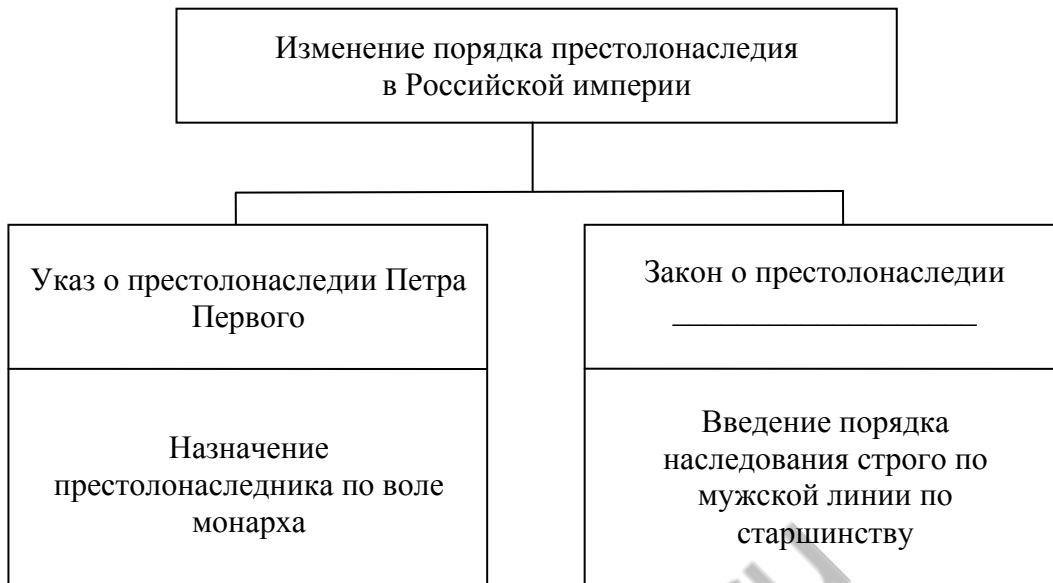 Изменение порядка престолонаследия
в Российской империи
Указ о престолонаследии Петра
Первого
Закон о престолонаследии
___________________
Назначение
престолонаследника по воле
монарха
Введение порядка
наследования строго по
мужской линии по
старшинству